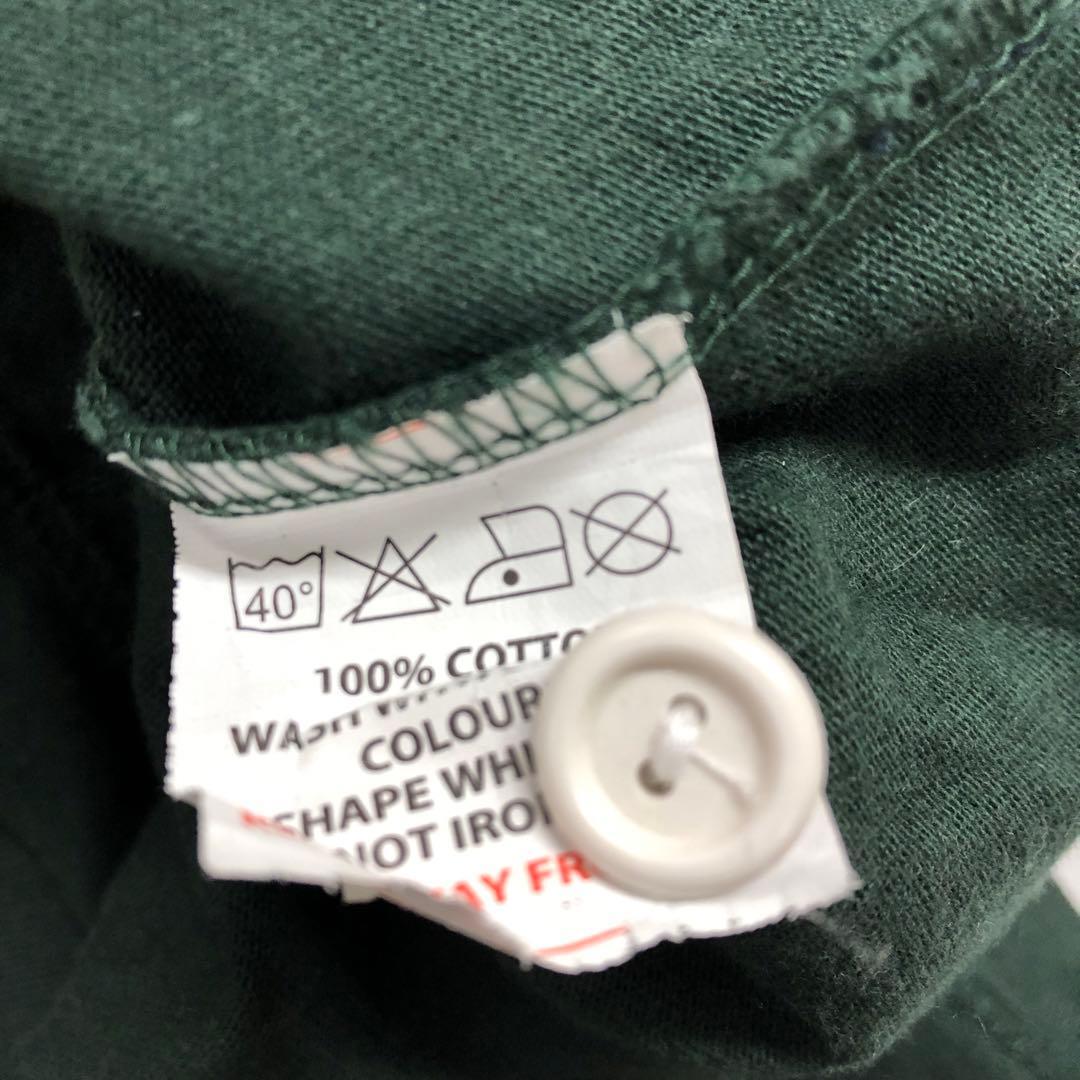 40°
100% COTTO
WASH
COLOUR
SHAPE WHI
NOT IRO
AY FR